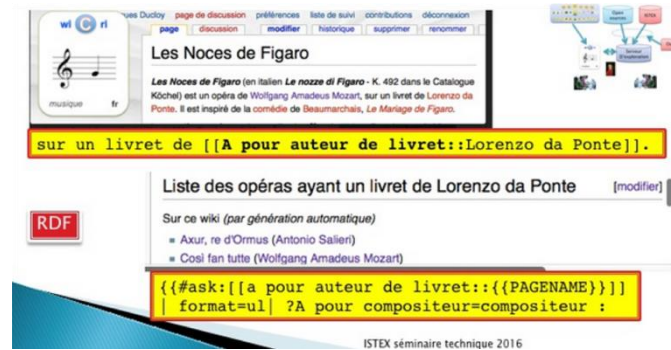 ues Ducloy page de discussion préférences liste de suivi contributions déconnexion
wi C ri
page discussion modifier historique supprimer renommer
Les Noces de Figaro
Les Noces de Figaro (en italien Le nozze di Figaro - K. 492 dans le Catalogue
Köchel) est un opéra de Wolfgang Amadeus Mozart, sur un livret de Lorenzo da
Ponte. Il est inspiré de la comédie de Beaumarchais, Le Mariage de Figaro.
musique fr
Open
ISTEX
Serveur
D'exploration
sur un livret de [[A pour auteur de livret::Lorenzo da Ponte]].
Liste des opéras ayant un livret de Lorenzo da Ponte [modifier]
Sur ce wiki (par génération automatique)
RDF
Axur, re d'Ormus (Antonio Salieri)
Così fan tutte (Wolfgang Amadeus Mozart)
{{#ask:[[a pour auteur de livret::{{PAGENAME}}]]
| format=ul| ?A pour compositeur=compositeur :
ISTEX séminaire technique 2016